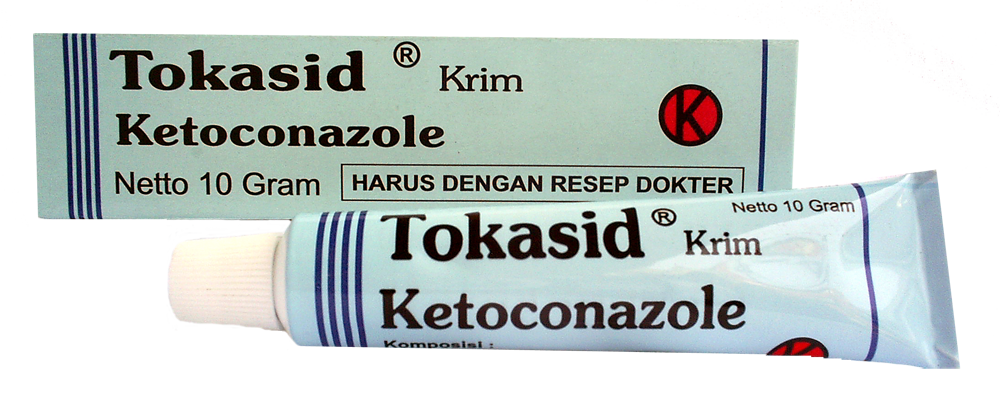 Tokasid ® Krim
Ketoconazole
K
Netto 10 Gram HARUS DENGAN RESEP DOKTER
Netto 10 Gram
Tokasid ® Krim
Ketoconazole
Komposisi :